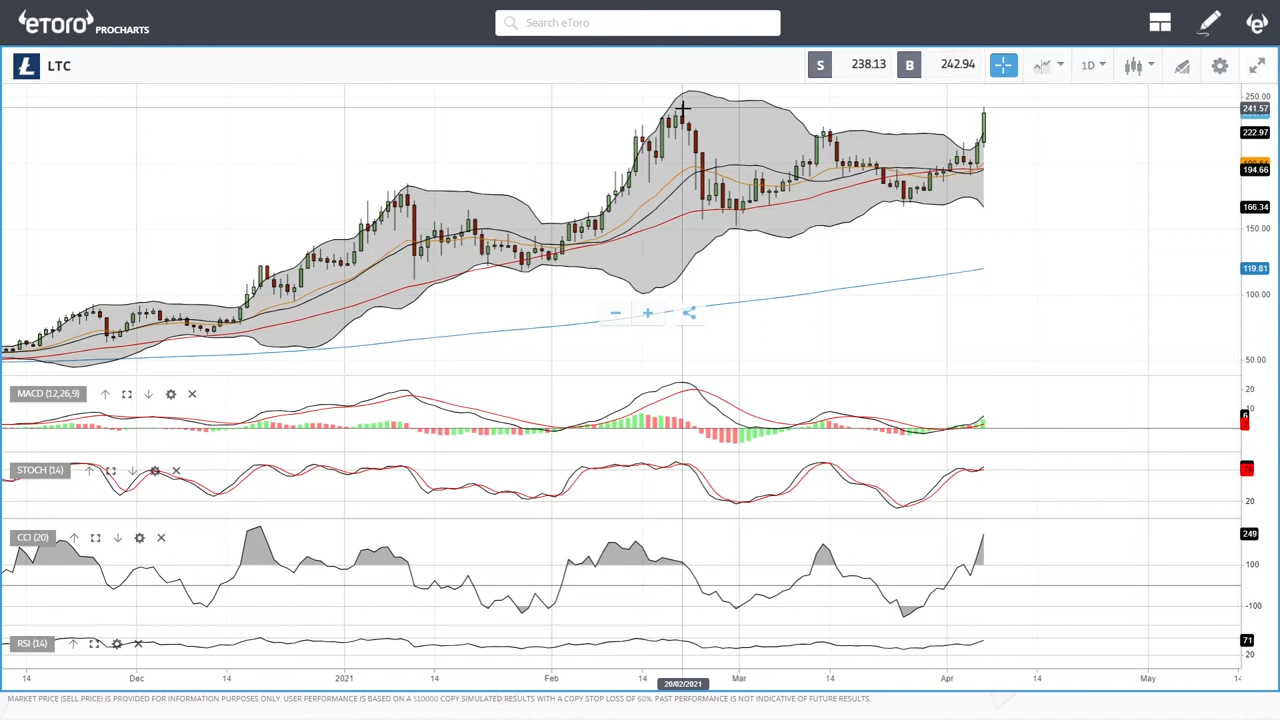 eToro PROCHARTS
Search eToro
LTC
S 238.13 B 242.94
1D
250.00
241.57
222.97
194.66
166.34
150.00
119.81
100.00
50.00
MACD (12,26,9)
20
10
6
STOCH (14)
20
CCI (20)
249
100
-100
RSI (14)
71
20
14 Dec 14 2021 14 Feb 14 20/02/2021 Mar 14 Apr 14 May 14
MARKET PRICE (SELL PRICE) IS PROVIDED FOR INFORMATION PURPOSES ONLY. USER PERFORMANCE IS BASED ON A $10000 COPY SIMULATED RESULTS WITH A COPY STOP LOSS OF 60%. PAST PERFORMANCE IS NOT INDICATIVE OF FUTURE RESULTS.